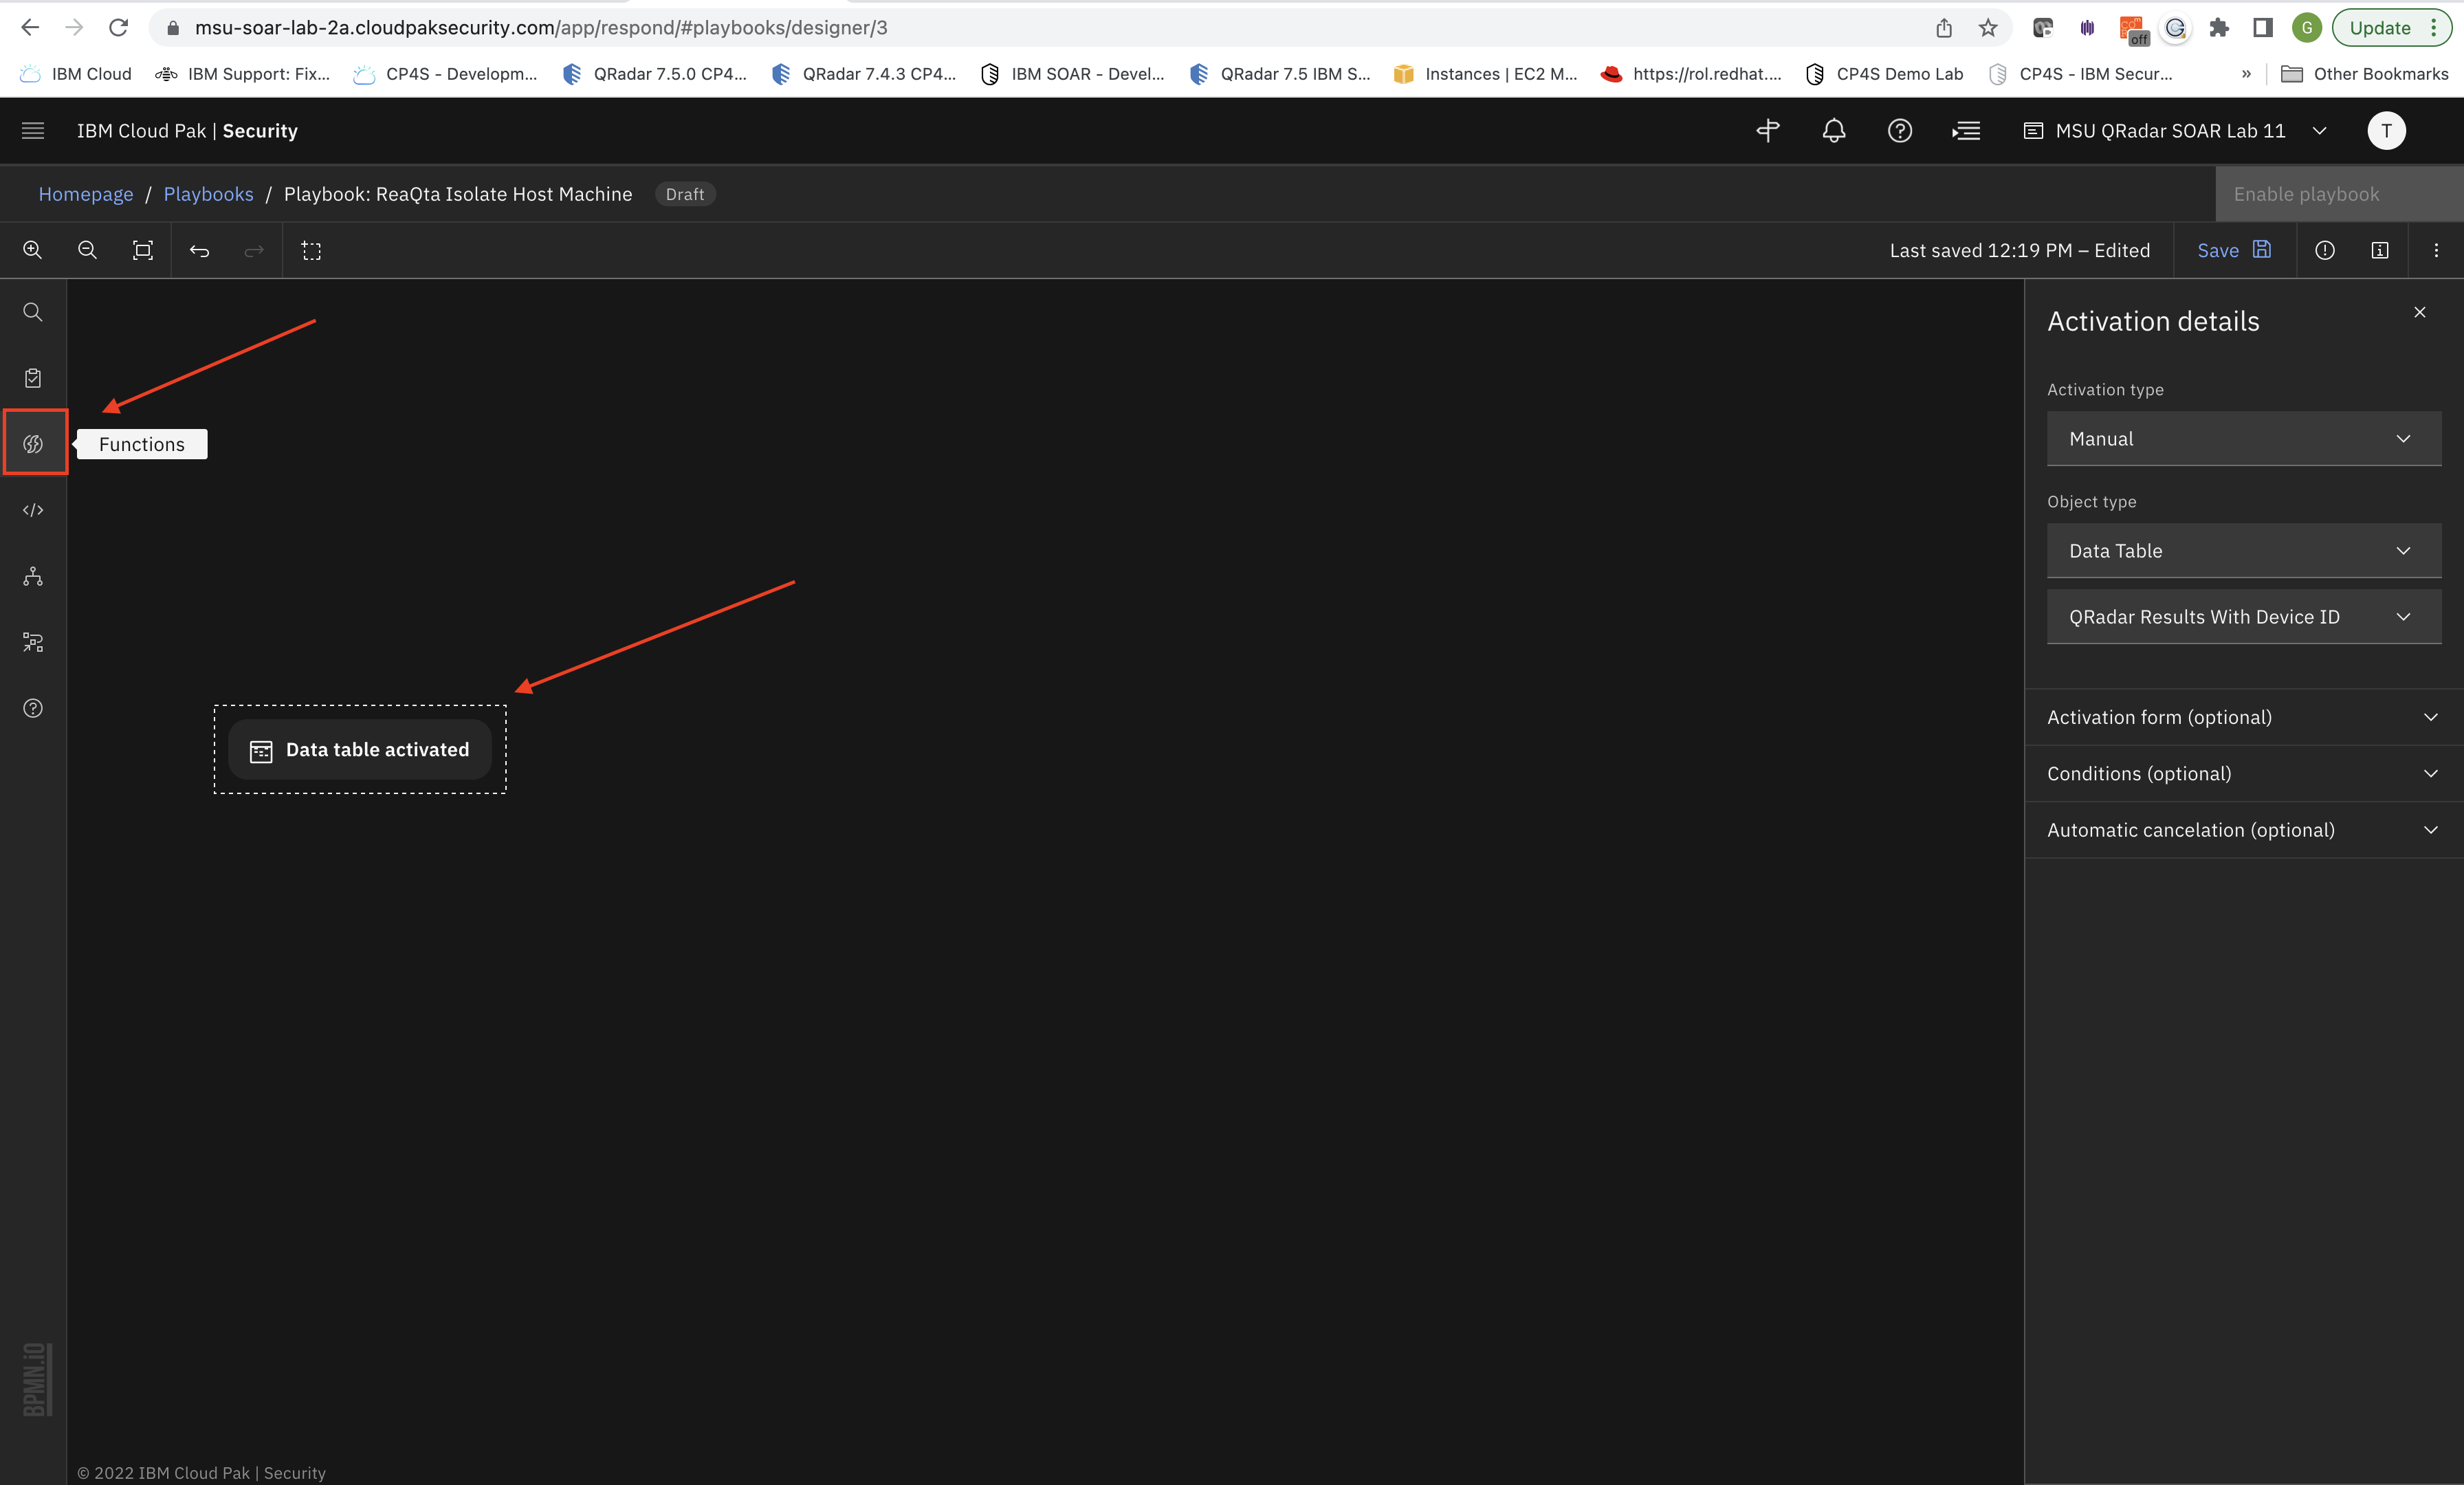 msu-soar-lab-2a.cloudpaksecurity.com/app/respond/#playbooks/designer/3
off
G
Update
IBM Cloud
IBM Support: Fix...
CP4S - Developm...
QRadar 7.5.0 CP4...
QRadar 7.4.3 CP4...
IBM SOAR - Devel...
QRadar 7.5 IBM S...
Instances | EC2 M...
https://rol.redhat....
CP4S Demo Lab
CP4S - IBM Secur...
»
Other Bookmarks
IBM Cloud Pak | Security
MSU QRadar SOAR Lab 11
T
Homepage / Playbooks / Playbook: ReaQta Isolate Host Machine
Draft
Enable playbook
Last saved 12:19 PM – Edited
Save
Activation details
Activation type
Manual
Functions
Object type
Data Table
QRadar Results With Device ID
Activation form (optional)
Data table activated
Conditions (optional)
Automatic cancelation (optional)
BPMN.iO
© 2022 IBM Cloud Pak | Security